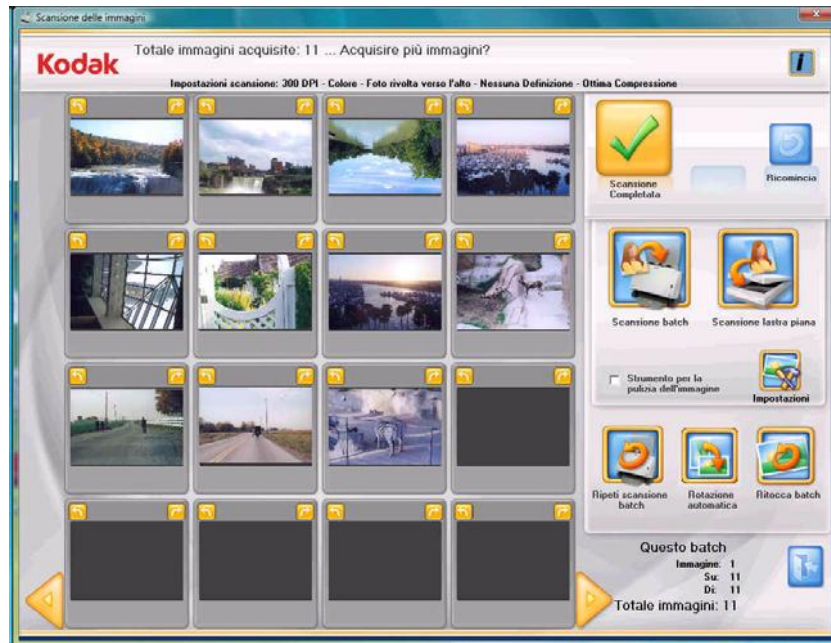 Scansione delle immagini
Kodak
Totale immagini acquisite: 11 ... Acquisire più immagini?
Impostazioni scansione: 300 DPI - Colore - Foto rivolta verso l'alto - Nessuna Definizione - Ottima Compressione
i
Scansione
Completata
Ricomincia
Scansione batch
Scansione lastra piana
Strumento per la
pulizia dell'immagine
Impostazioni
Ripeti scansione
batch
Rotazione
automatica
Ritocca batch
Questo batch
Immagine: 1
Su: 11
Di: 11
Totale immagini: 11